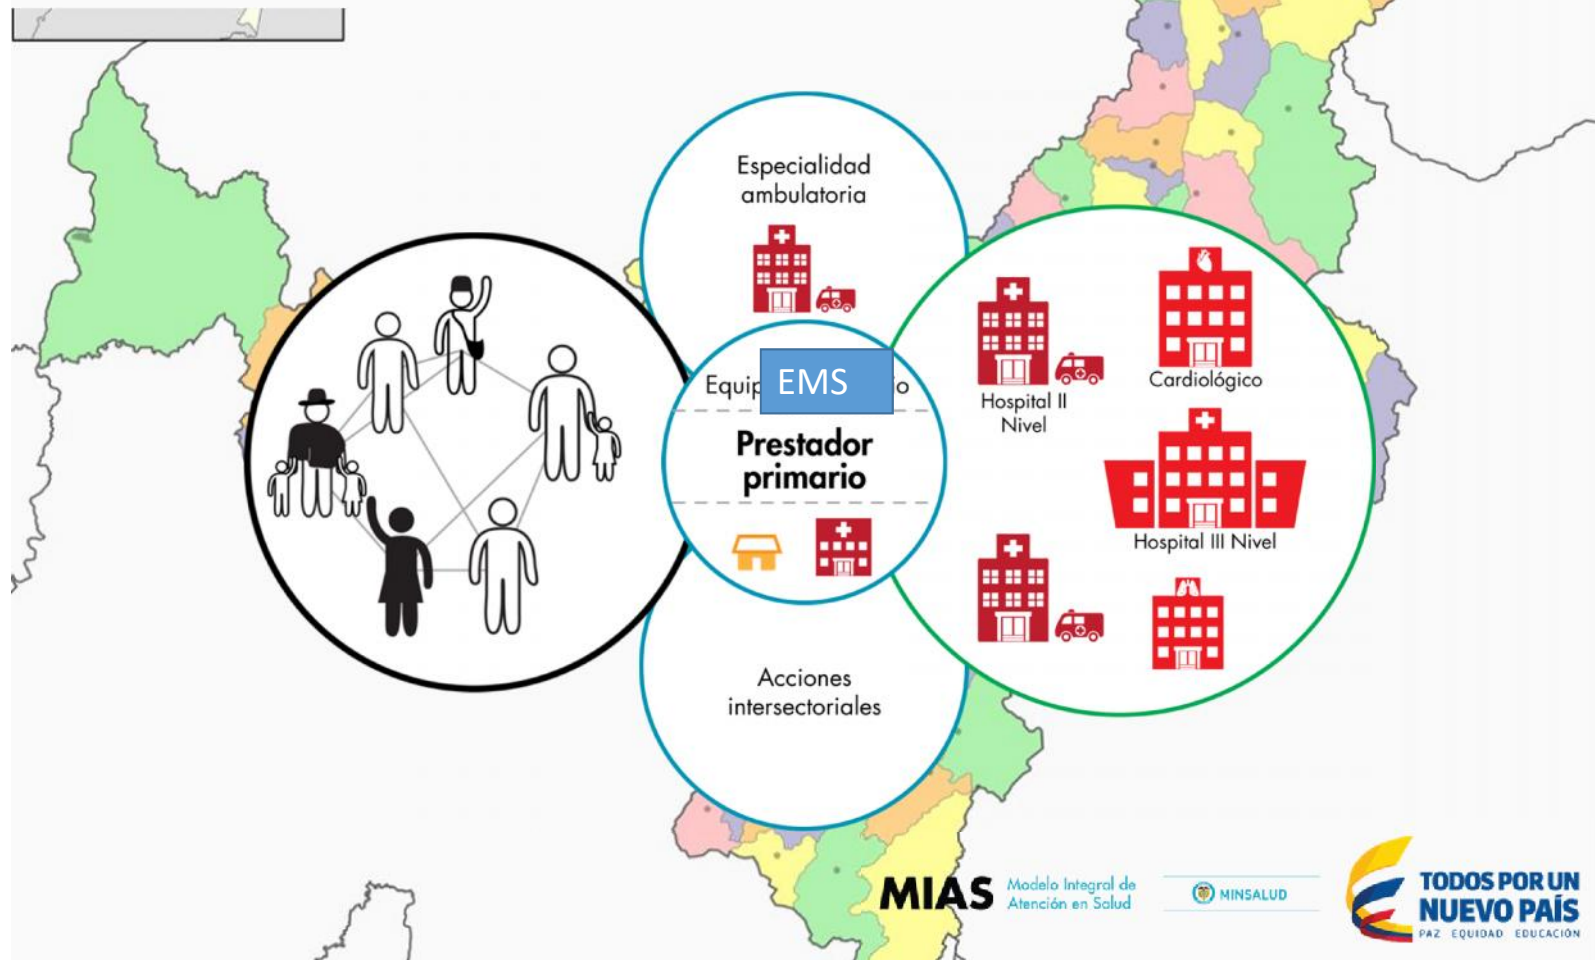 Especialidad
ambulatoria
EMS
Prestador
primario
Acciones
intersectoriales
Hospital II
Nivel
Cardiológico
Hospital III Nivel
MIAS
Modelo Integral de
Atención en Salud
MINSALUD
TODOS POR UN
NUEVO PAÍS
PAZ EQUIDAD EDUCACIÓN